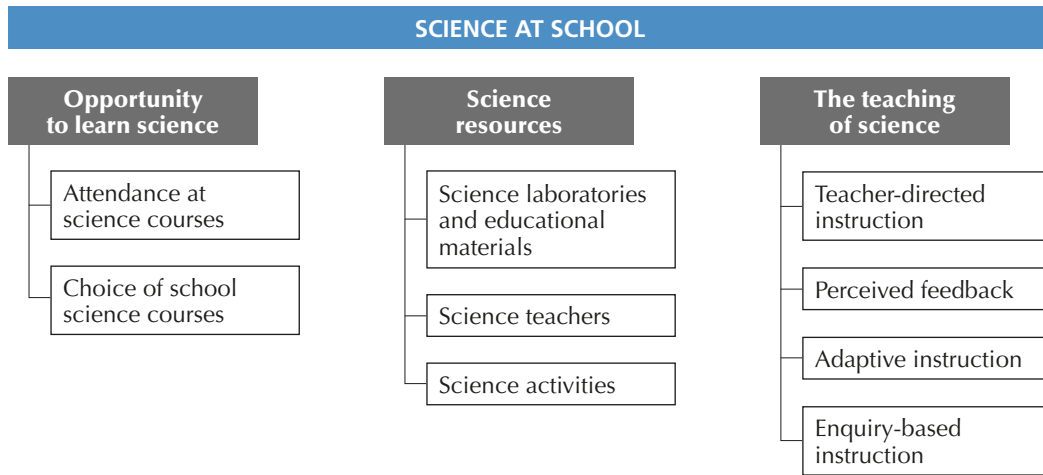 SCIENCE AT SCHOOL
Opportunity
to learn science
Attendance at
science courses
Choice of school
science courses
Science
resources
Science laboratories
and educational
materials
Science teachers
Science activities
The teaching
of science
Teacher-directed
instruction
Perceived feedback
Adaptive instruction
Enquiry-based
instruction